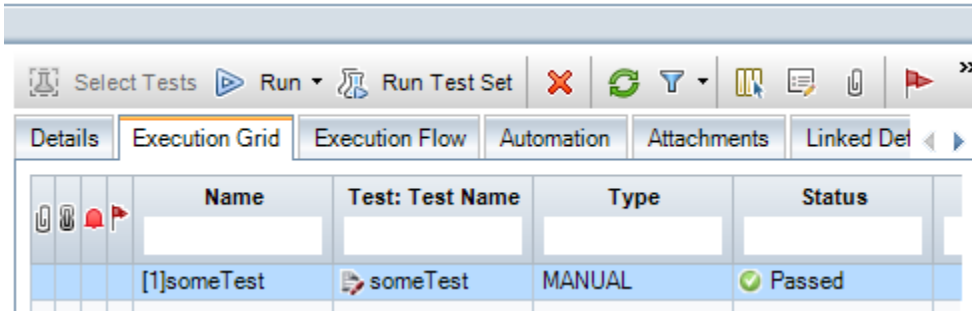 Select Tests Run Run Test Set »
Details Execution Grid Execution Flow Automation Attachments Linked Def
Name Test: Test Name Type Status
[1]someTest someTest MANUAL Passed